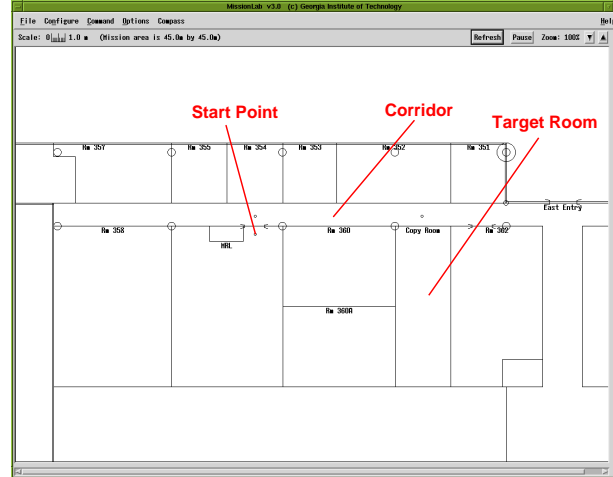 MissionLab v3.0 (c) Georgia Institute of Technology
File Configure Command Options Compass Help
Scale: 0 1.0 m (Mission area is 45.0m by 45.0m) Refresh Pause Zoom: 100%
Start Point
Corridor
Target Room
Rm 357 Rm 355 Rm 354 Rm 353 Rm 352 Rm 351
East Entry
Rm 358 Rm 360 Copy Room Rm 362
MRL
Rm 360A